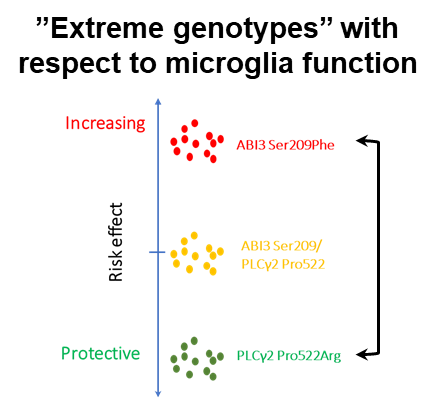 ”Extreme genotypes” with
respect to microglia function
Increasing
ABI3 Ser209Phe
Risk effect
ABI3 Ser209/
PLCγ2 Pro522
Protective
PLCγ2 Pro522Arg